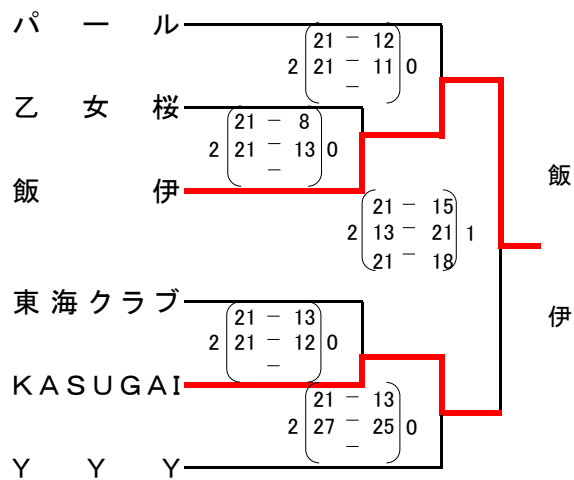 パール
21 － 12
2 21 － 11 0
－
乙女桜
21 － 8
2 21 － 13 0
－
飯伊
飯伊
21 － 15
2 13 － 21 1
21 － 18
東海クラブ
21 － 13
2 21 － 12 0
－
KASUGAI
21 － 13
2 27 － 25 0
－
YYY